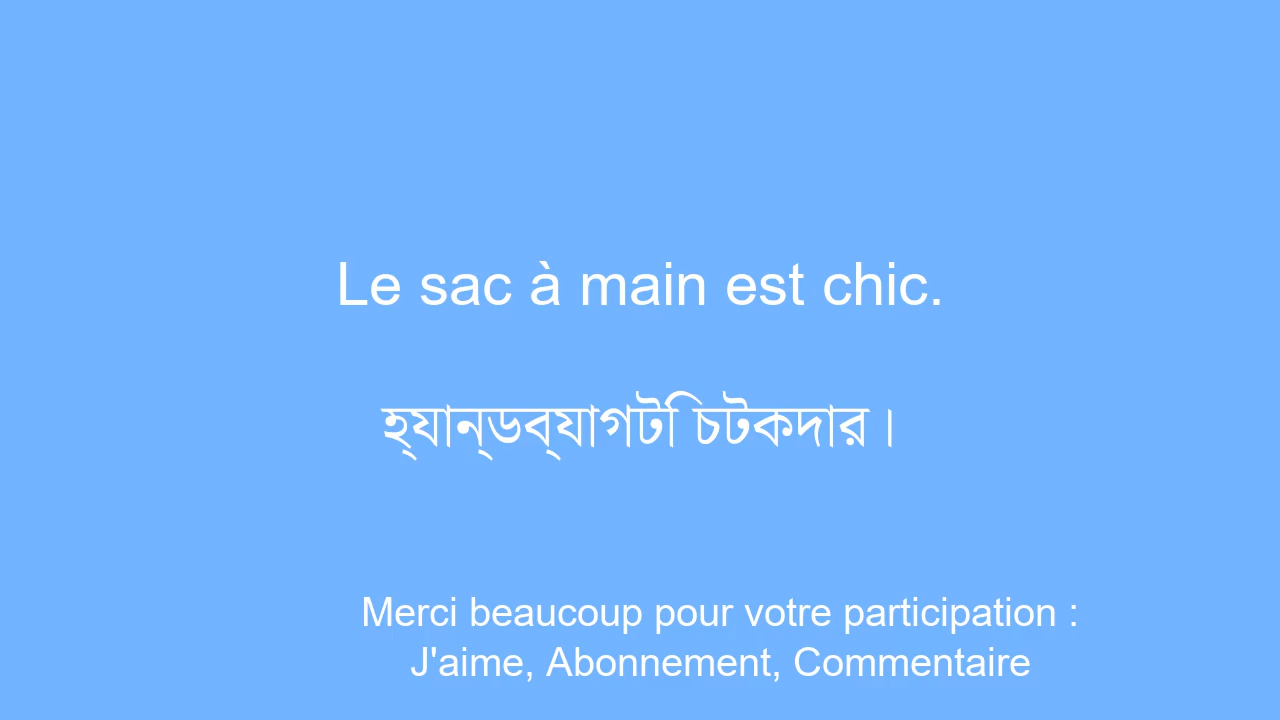 Le sac à main est chic.
হ্যান্ডব্যাগটি চটকদার।
Merci beaucoup pour votre participation :
J'aime, Abonnement, Commentaire